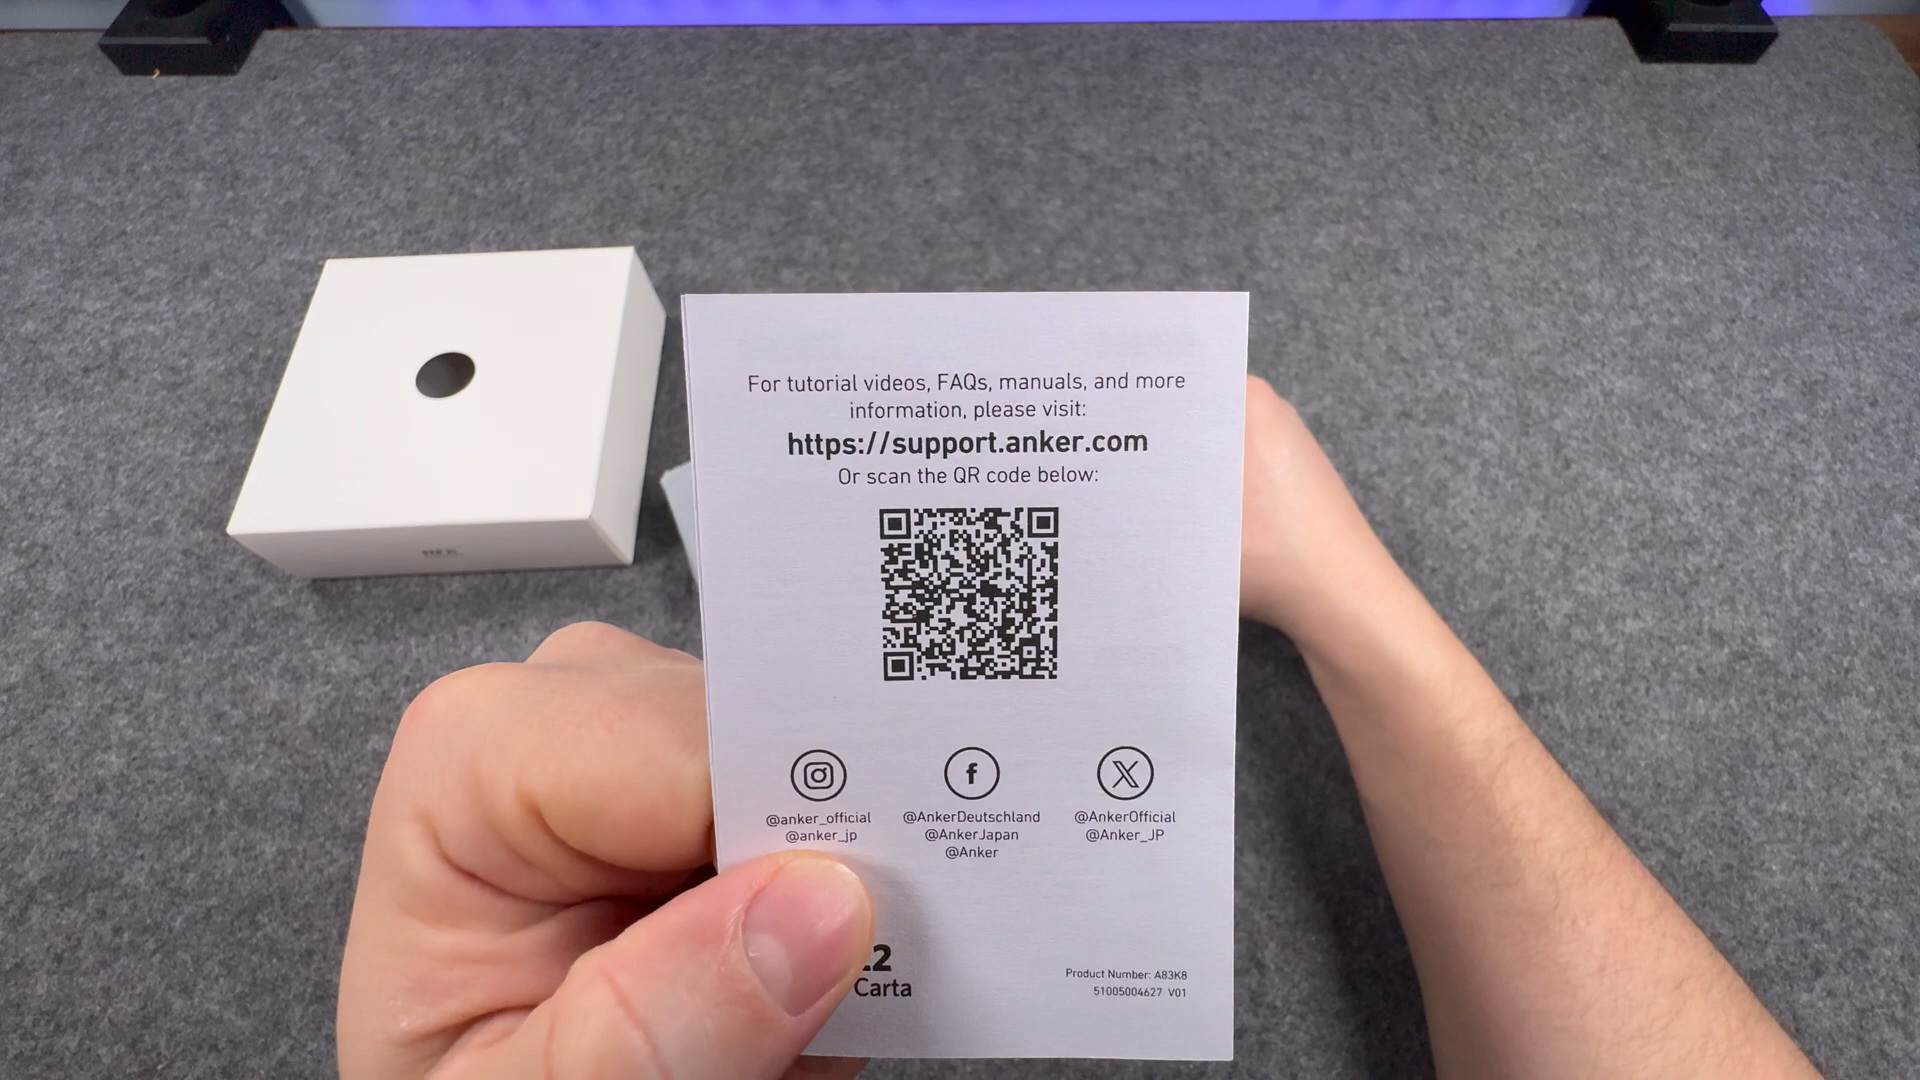 For tutorial videos, FAQs, manuals, and more
information, please visit:
https://support.anker.com
Or scan the QR code below:
@anker_official
@anker_jp
@AnkerDeutschland
@AnkerJapan
@Anker
@AnkerOfficial
@Anker_JP
22
Carta
Product Number: A83K8
51005004627 V01